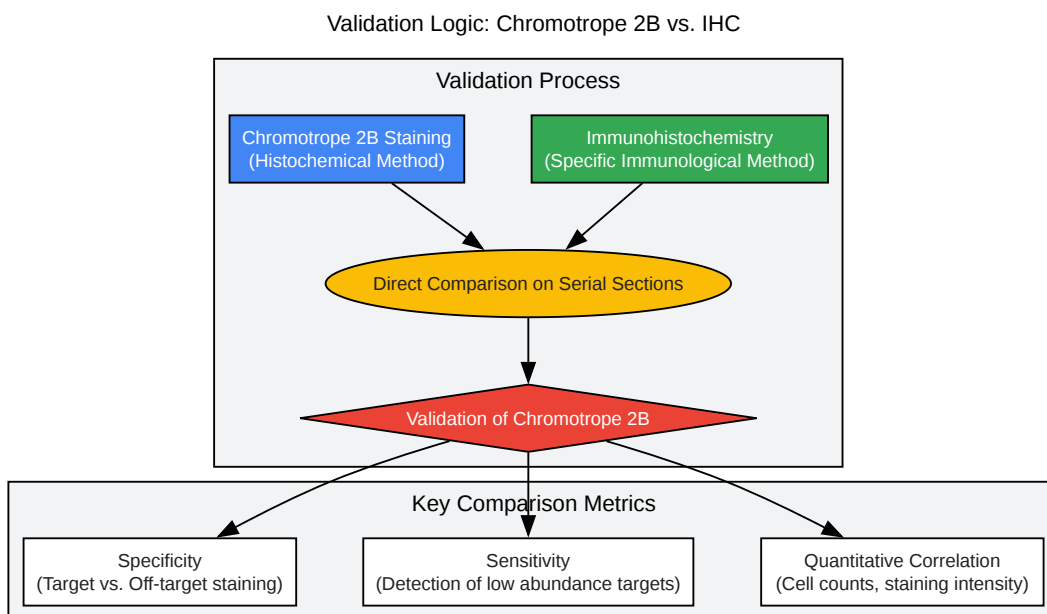 Validation Logic: Chromotrope 2B vs. IHC
Validation Process
Chromotrope 2B Staining
(Histochemical Method)
Immunohistochemistry
(Specific Immunological Method)
Direct Comparison on Serial Sections
Validation of Chromotrope 2B
Key Comparison Metrics
Specificity
(Target vs. Off-target staining)
Sensitivity
(Detection of low abundance targets)
Quantitative Correlation
(Cell counts, staining intensity)